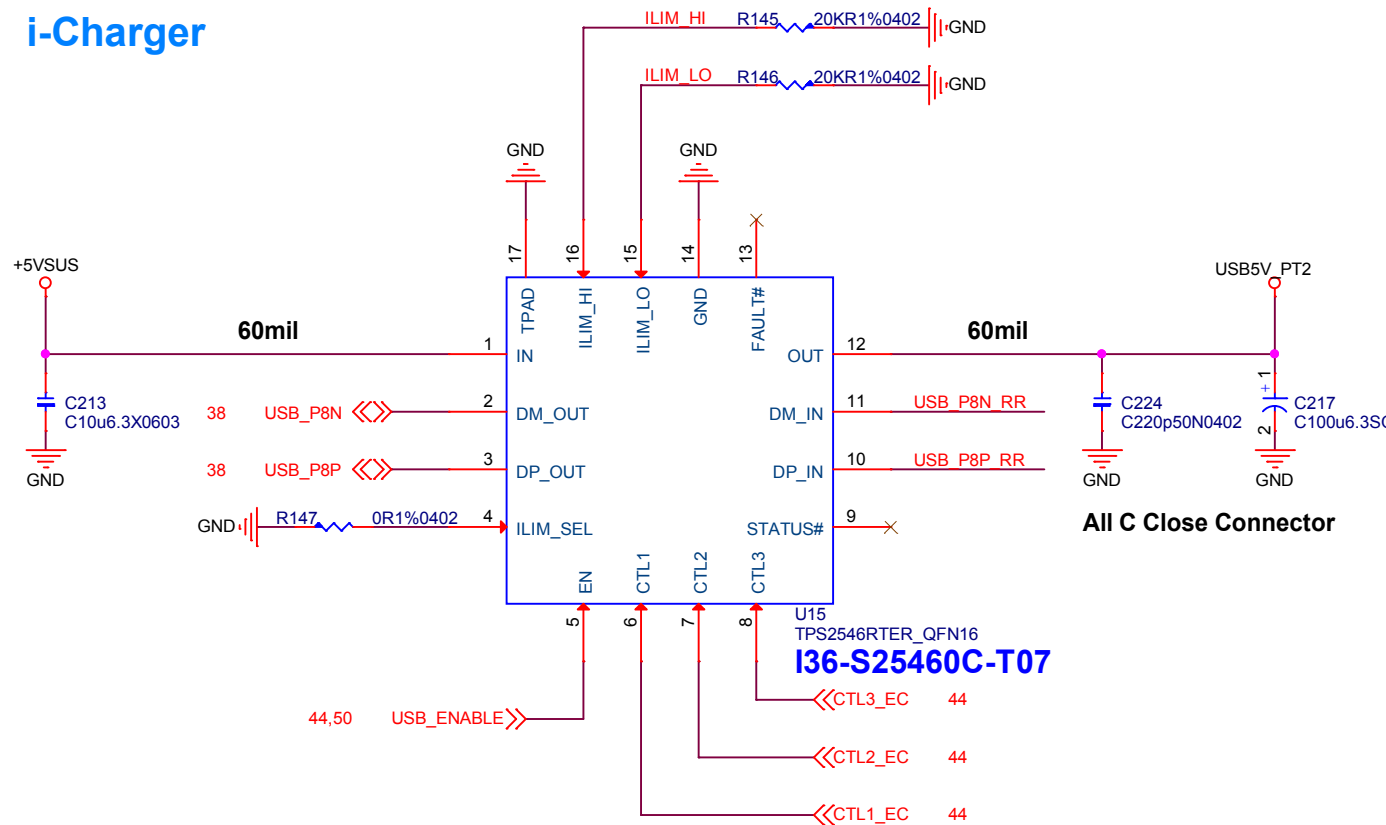 i-Charger
ILIM_HI R145 20KR1%0402 GND
ILIM_LO R146 20KR1%0402 GND
GND GND
17 16 15 14 13
+5VSUS USB5V_PT2
TPAD ILIM_HI ILIM_LO GND FAULT#
60mil 60mil
1 IN OUT 12
C213
C10u6.3X0603
GND
38 USB_P8N 2 DM_OUT DM_IN 11 USB_P8N_RR
1 + 2
C224
C220p50N0402
GND
C217
C100u6.3SO
GND
38 USB_P8P 3 DP_OUT DP_IN 10 USB_P8P_RR
GND R147 0R1%0402 4 ILIM_SEL STATUS# 9
All C Close Connector
EN CTL1 CTL2 CTL3
5 6 7 8
U15
TPS2546RTER_QFN16
I36-S25460C-T07
CTL3_EC 44
44,50 USB_ENABLE
CTL2_EC 44
CTL1_EC 44